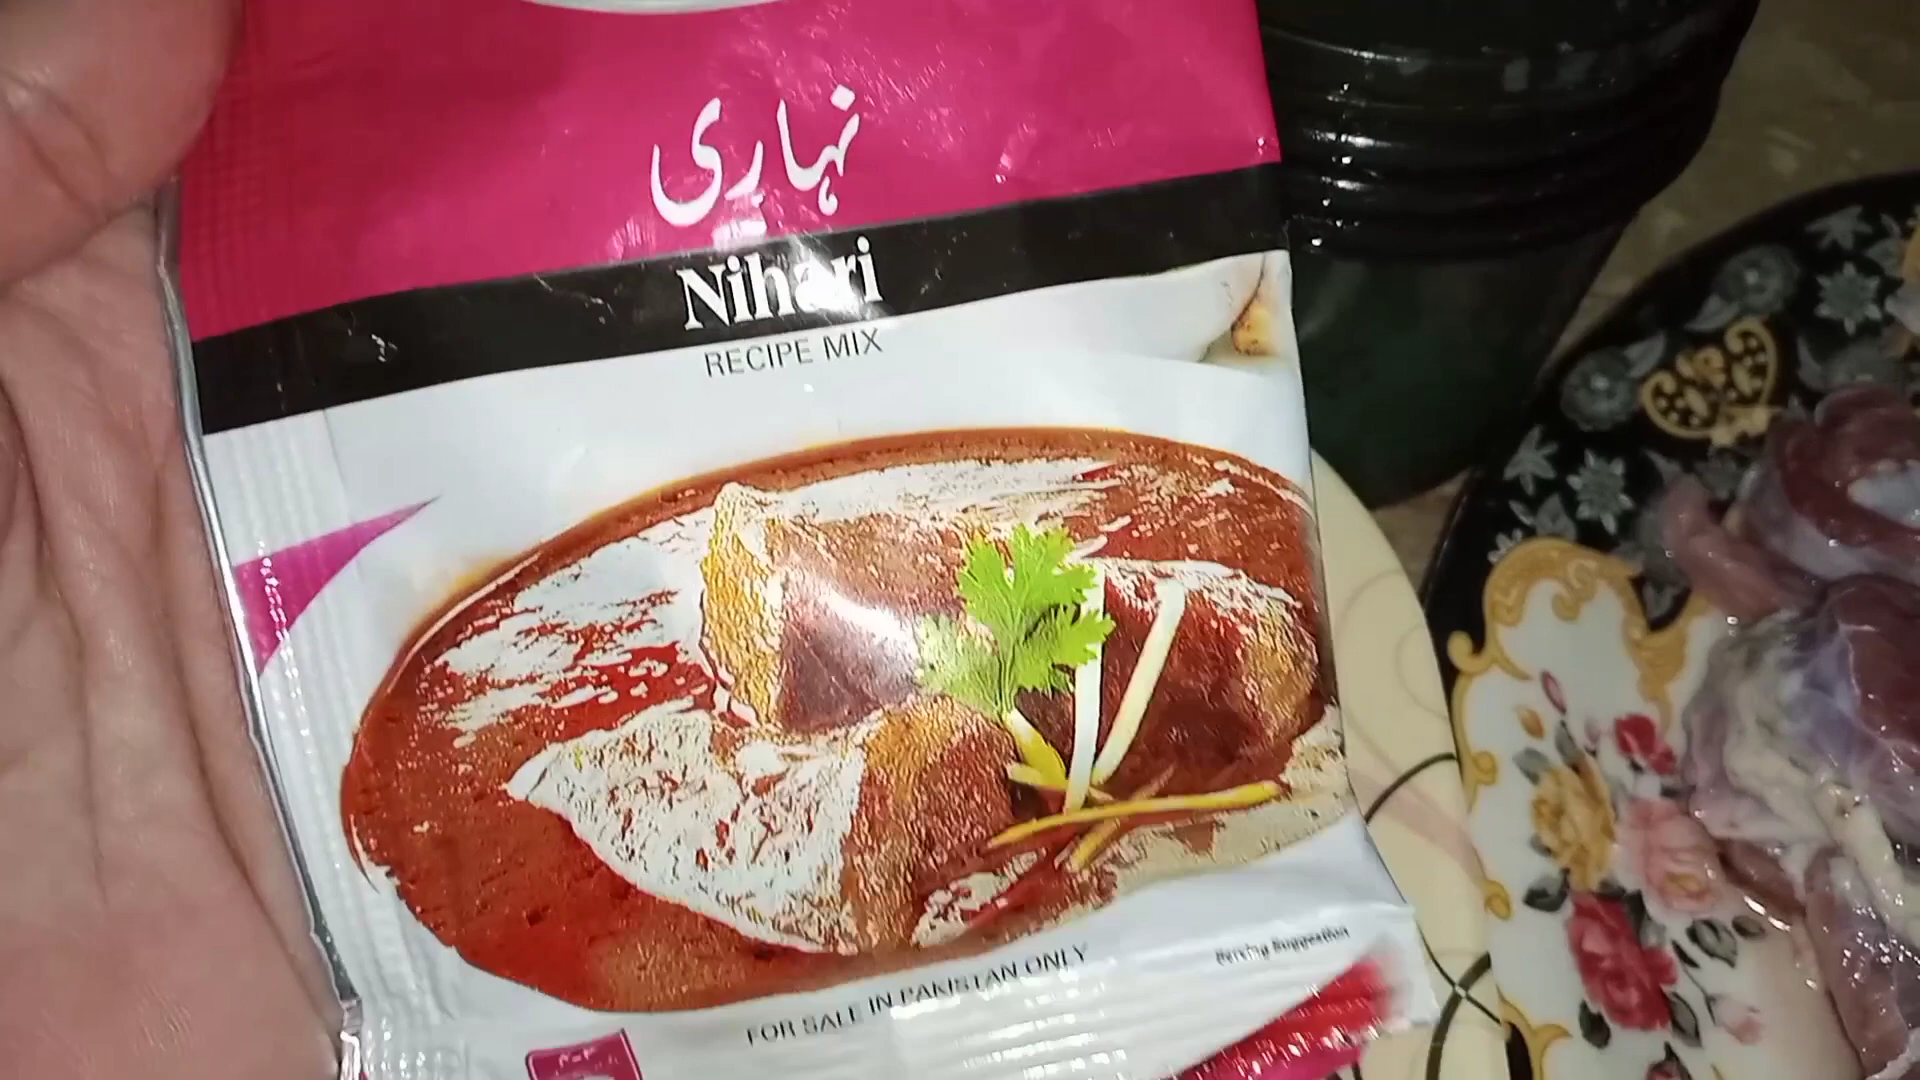 نہاری
Nihari
RECIPE MIX
Serving Suggestion
FOR SALE IN PAKISTAN ONLY